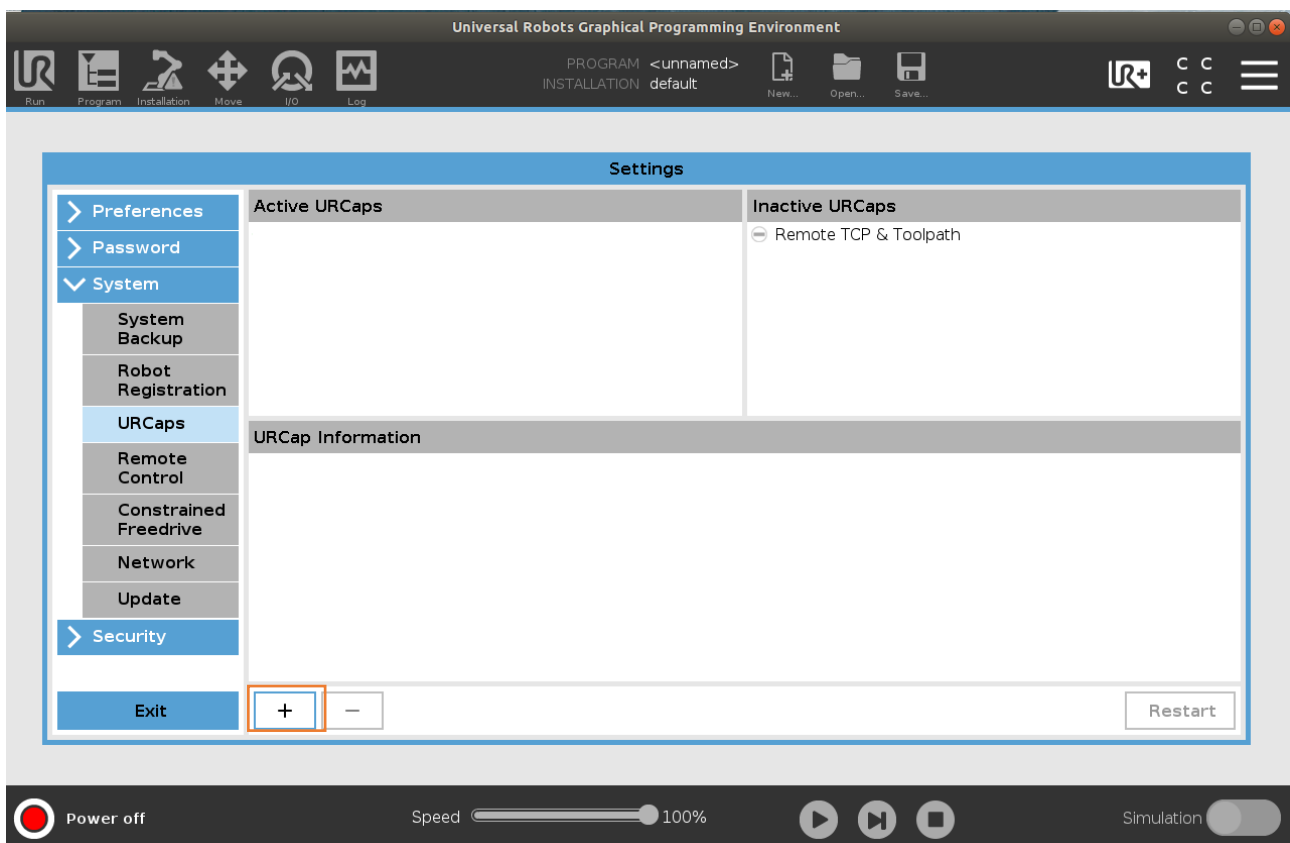 Universal Robots Graphical Programming Environment
UR
PROGRAM <unnamed>
INSTALLATION default
UR+
C C
C C
Run
Program
Installation
Move
I/O
Log
New...
Open...
Save...
Settings
Preferences
Password
System
System
Backup
Robot
Registration
URCaps
Remote
Control
Constrained
Freedrive
Network
Update
Security
Exit
Active URCaps
Inactive URCaps
Remote TCP & Toolpath
URCap Information
+
−
Restart
Power off
Speed
100%
Simulation